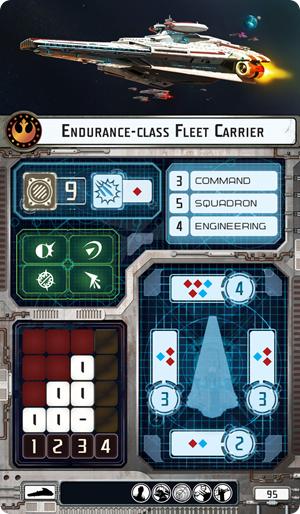 ENDURANCE-CLASS FLEET CARRIER
9
3 COMMAND
5 SQUADRON
4 ENGINEERING
4
3 3
2
I
I I
I I -
1 2 3 4
95